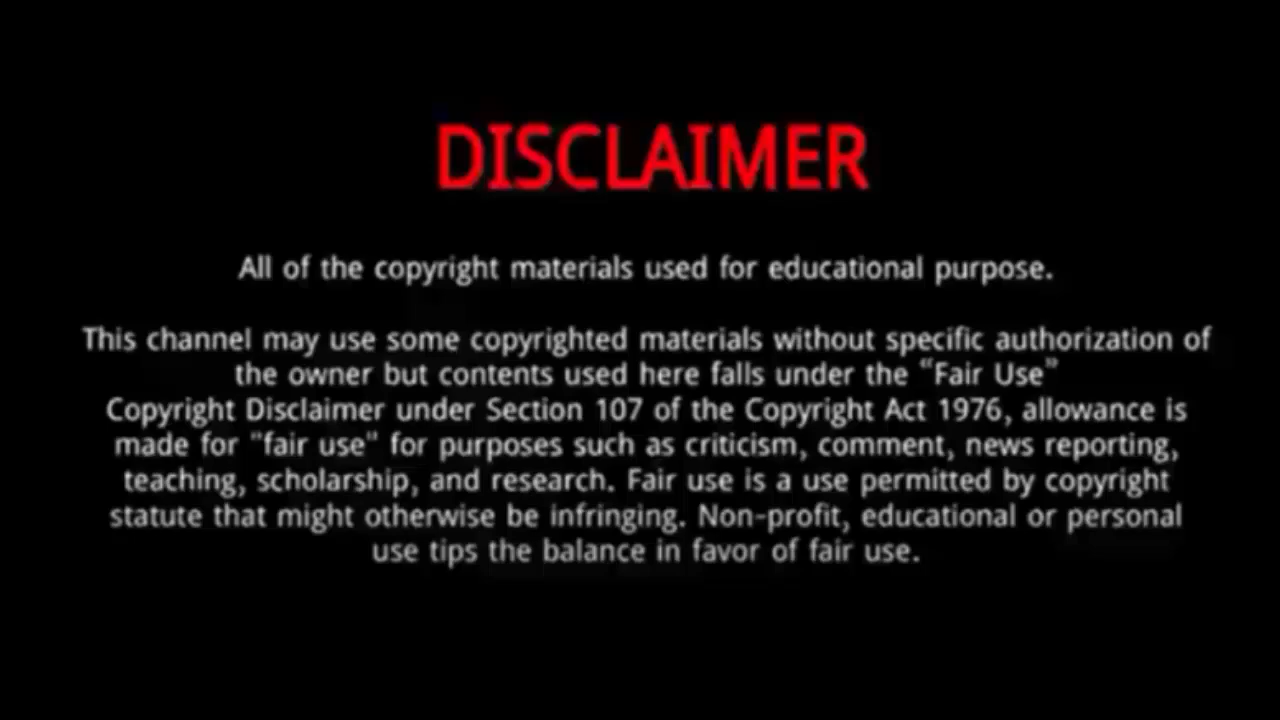 DISCLAIMER
All of the copyright materials used for educational purpose.
This channel may use some copyrighted materials without specific authorization of
the owner but contents used here falls under the “Fair Use”
Copyright Disclaimer under Section 107 of the Copyright Act 1976, allowance is
made for "fair use" for purposes such as criticism, comment, news reporting,
teaching, scholarship, and research. Fair use is a use permitted by copyright
statute that might otherwise be infringing. Non-profit, educational or personal
use tips the balance in favor of fair use.